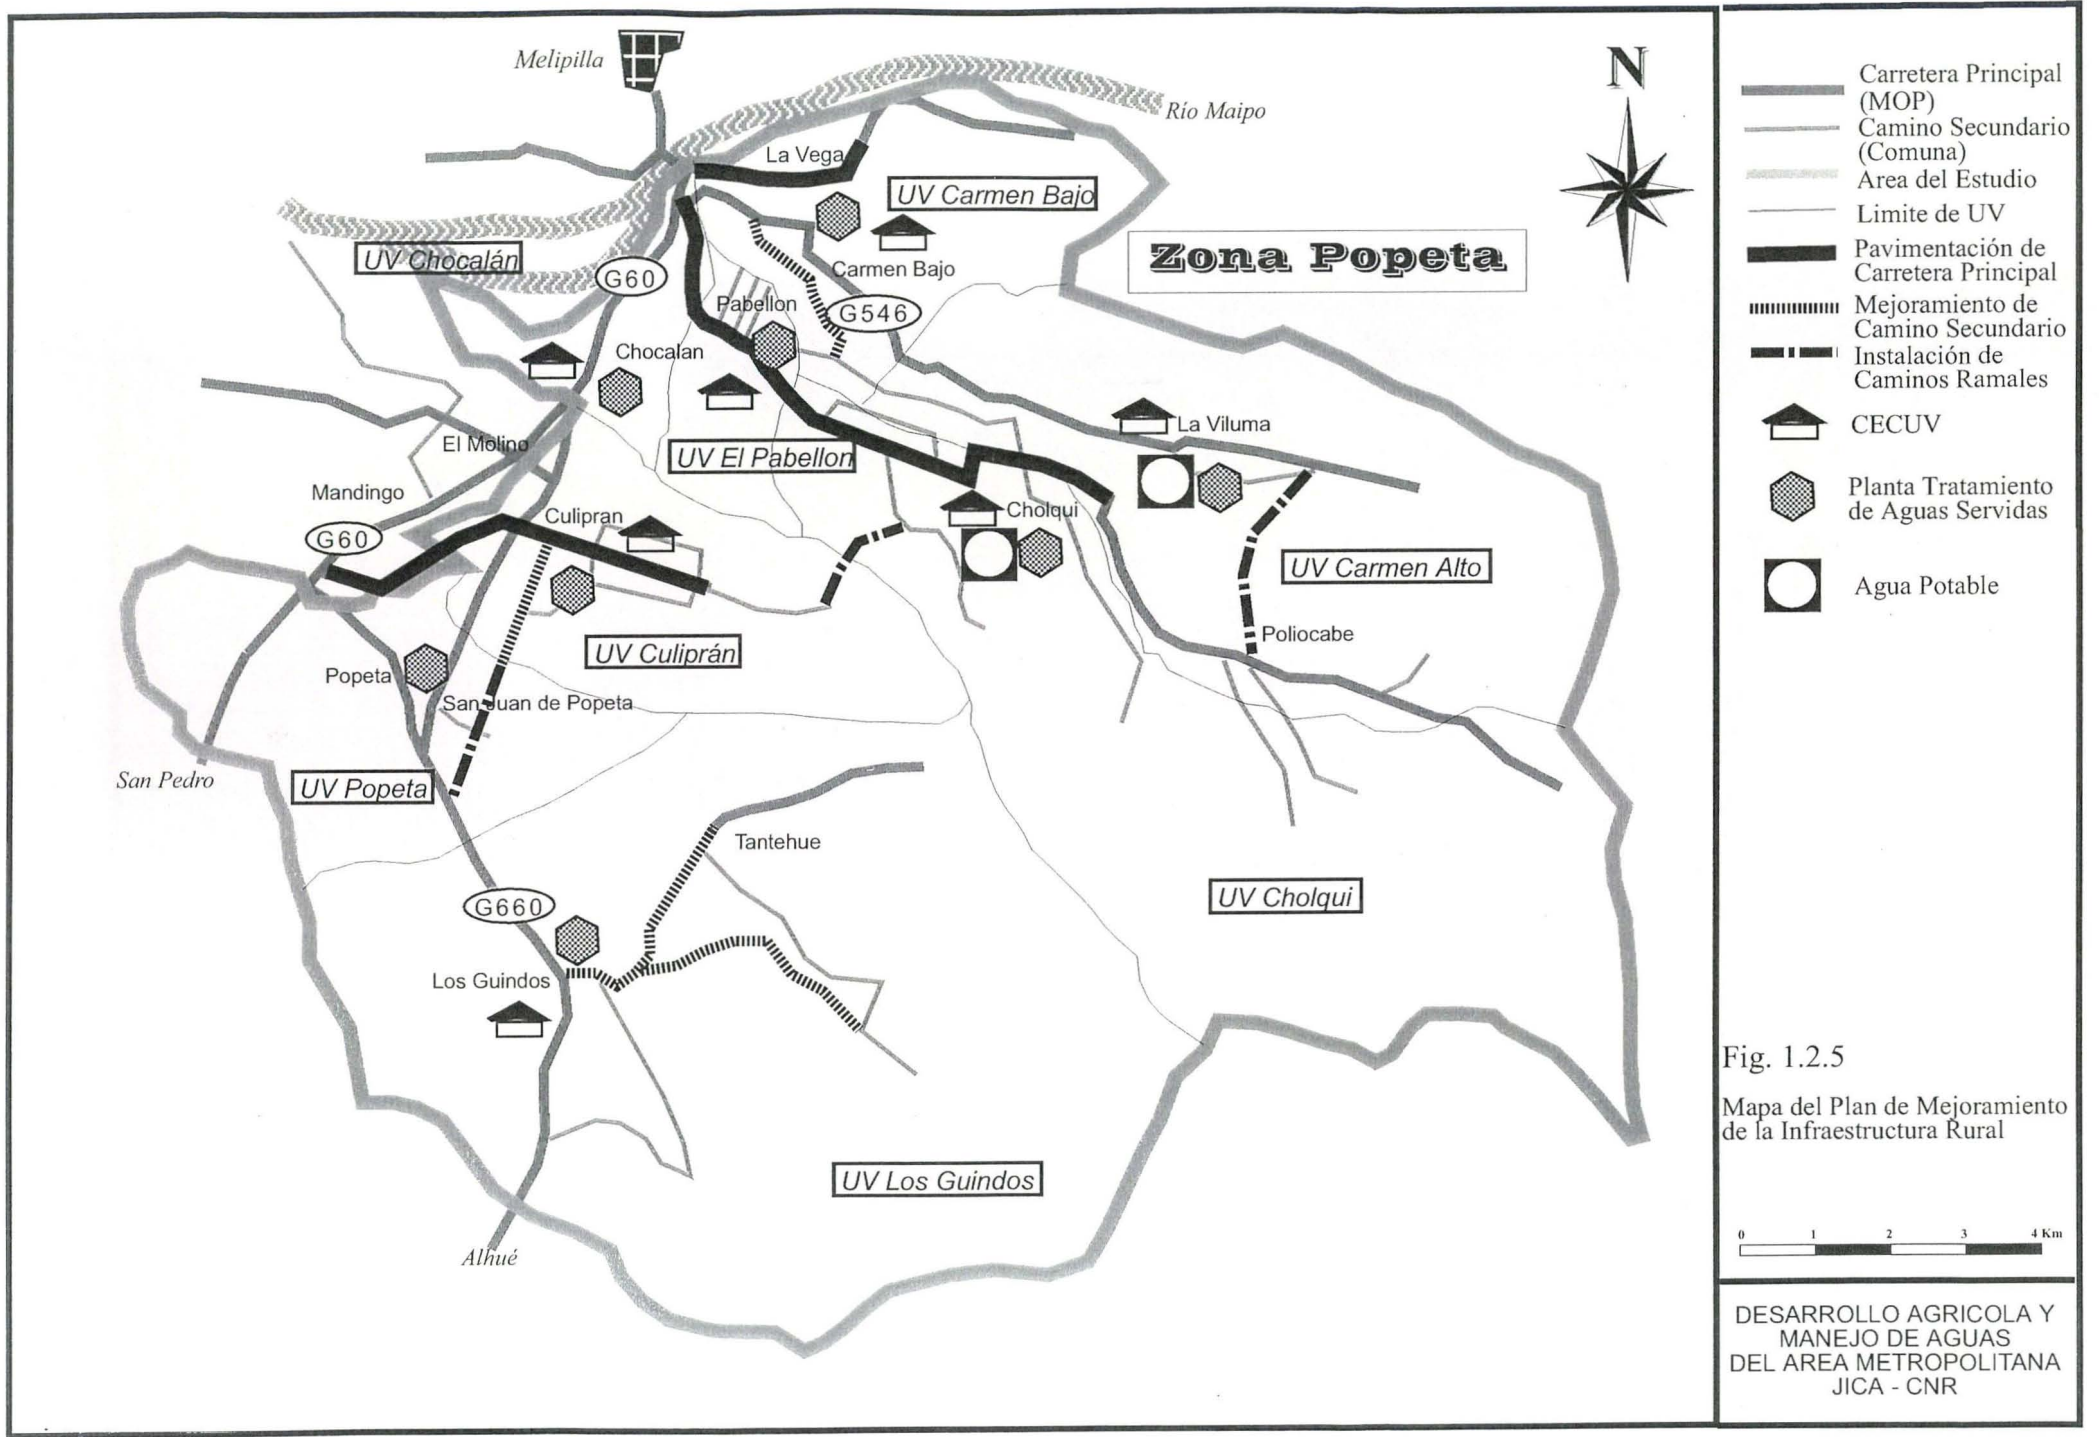 Melipilla
Río Maipo
La Vega
UV Carmen Bajo
UV Chocalán
G60
Carmen Bajo
Zona Popeta
Pabellon
G546
Chocalan
La Viluma
El Molino
UV El Pabellon
Mandingo
Culipran
Cholqui
G60
UV Carmen Alto
Poliocabe
UV Culiprán
Popeta
San Juan de Popeta
San Pedro
UV Popeta
Tantehue
UV Cholqui
G660
Los Guindos
UV Los Guindos
Alhué
N
Carretera Principal
(MOP)
Camino Secundario
(Comuna)
Area del Estudio
Limite de UV
Pavimentación de
Carretera Principal
Mejoramiento de
Camino Secundario
Instalación de
Caminos Ramales
CECUV
Planta Tratamiento
de Aguas Servidas
Agua Potable
Fig. 1.2.5
Mapa del Plan de Mejoramiento
de la Infraestructura Rural
0 1 2 3 4 Km
DESARROLLO AGRICOLA Y
MANEJO DE AGUAS
DEL AREA METROPOLITANA
JICA - CNR